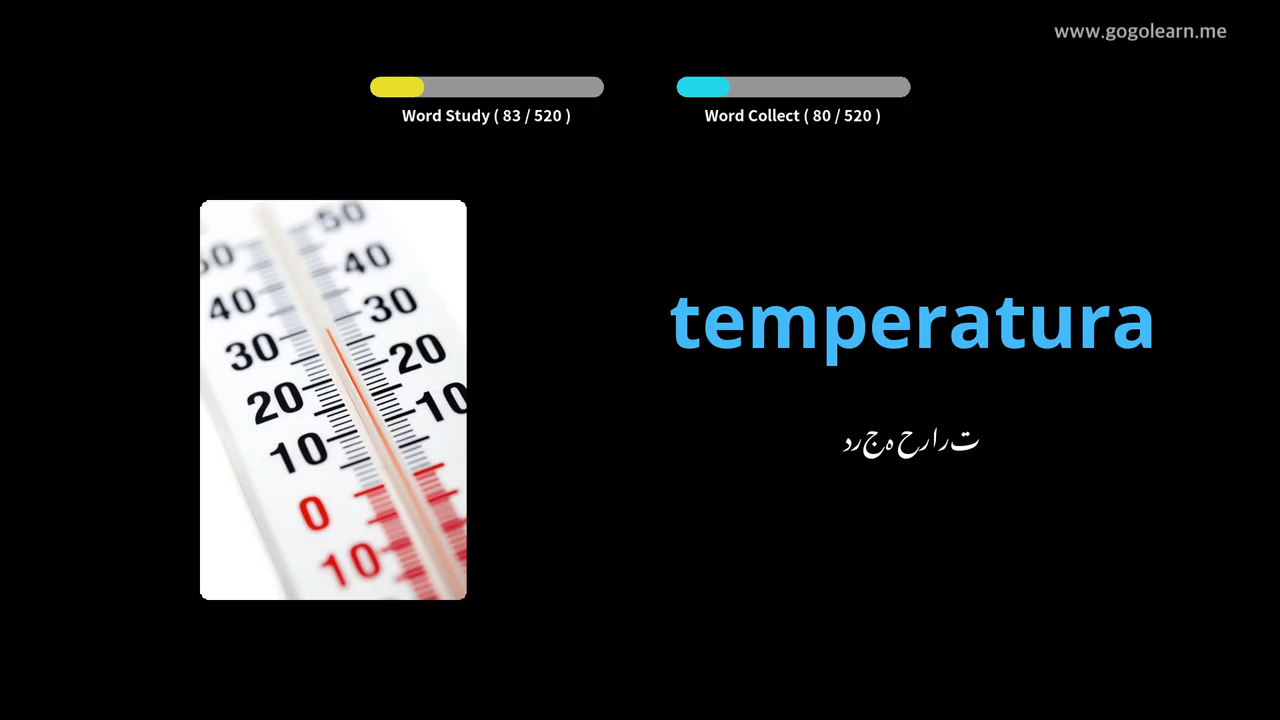 www.gogolearn.me
Word Study ( 83 / 520 )
Word Collect ( 80 / 520 )
50
50
40
40
30
30
20
20
10
10
0
10
temperatura
درجہ حرارت